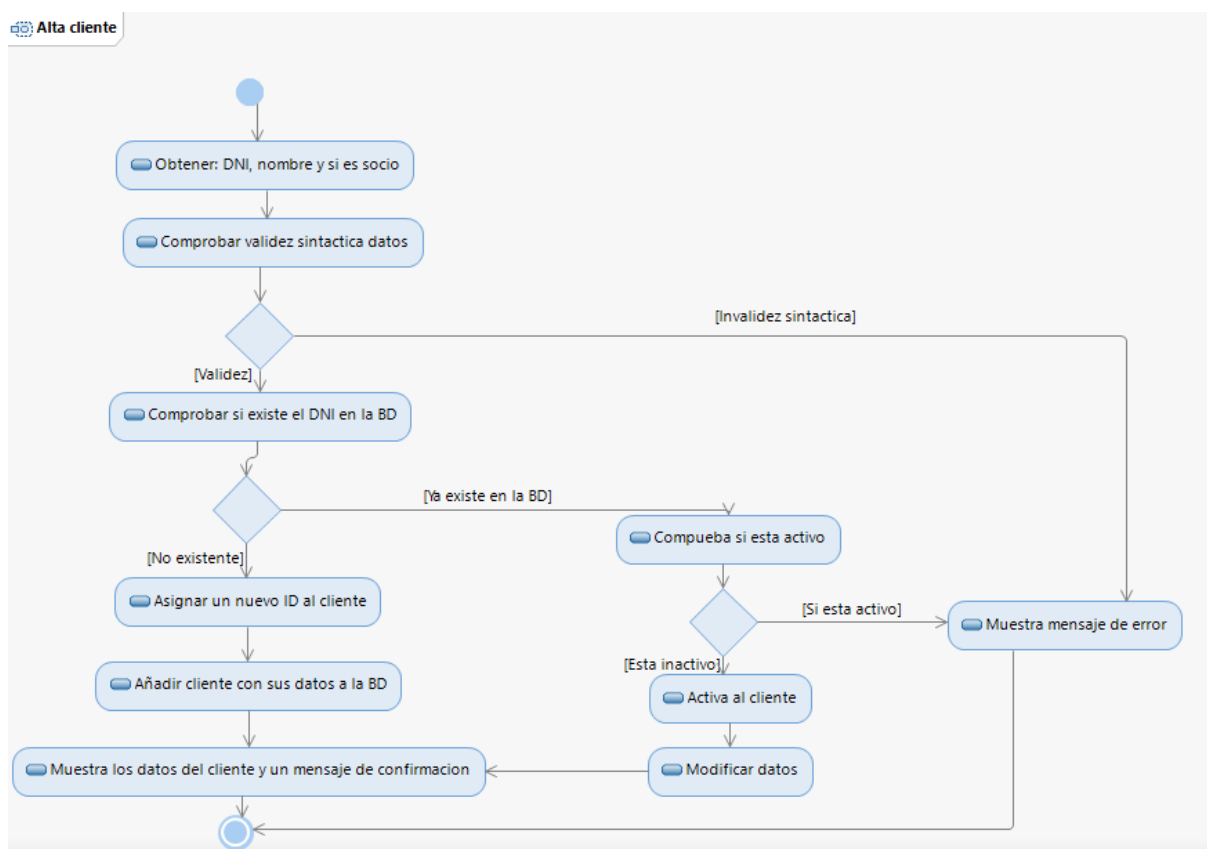 Alta cliente
Obtener: DNI, nombre y si es socio
Comprobar validez sintactica datos
[Invalidez sintactica]
[Validez]
Comprobar si existe el DNI en la BD
[Ya existe en la BD]
Compueba si esta activo
[No existente]
Asignar un nuevo ID al cliente
[Si esta activo]
Muestra mensaje de error
[Esta inactivo]
Añadir cliente con sus datos a la BD
Activa al cliente
Muestra los datos del cliente y un mensaje de confirmacion
Modificar datos